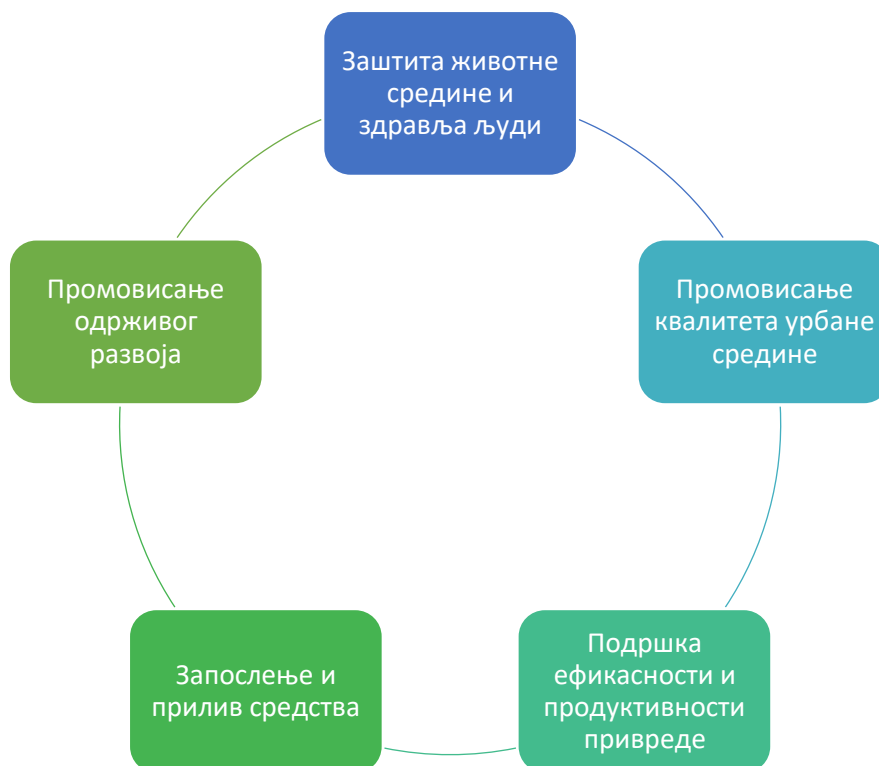 Заштита животне
средине и
здравља људи
Промовисање
квалитета урбане
средине
Подршка
ефикасности и
продуктивности
привреде
Запослење и
прилив средства
Промовисање
одрживог
развоја